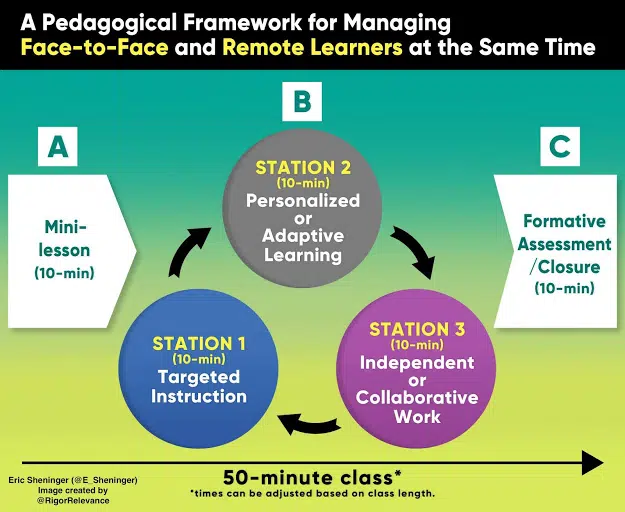 A Pedagogical Framework for Managing
Face-to-Face and Remote Learners at the Same Time
A
Mini-
lesson
(10-min)
B
STATION 1
(10-min)
Targeted
Instruction
STATION 2
(10-min)
Personalized
or
Adaptive
Learning
STATION 3
(10-min)
Independent
or
Collaborative
Work
C
Formative
Assessment
/Closure
(10-min)
50-minute class*
*times can be adjusted based on class length.
Eric Sheninger (@E_Sheninger)
Image created by
@RigorRelevance